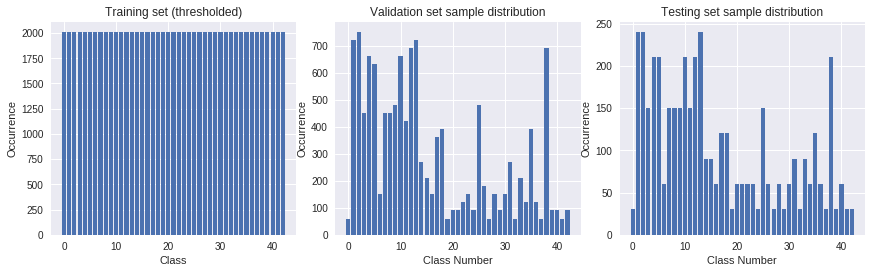 Training set (thresholded)
Occurrence
2000
1750
1500
1250
1000
750
500
250
0
0 10 20 30 40
Class
Validation set sample distribution
Occurrence
700
600
500
400
300
200
100
0
0 10 20 30 40
Class Number
Testing set sample distribution
Occurrence
250
200
150
100
50
0
0 10 20 30 40
Class Number